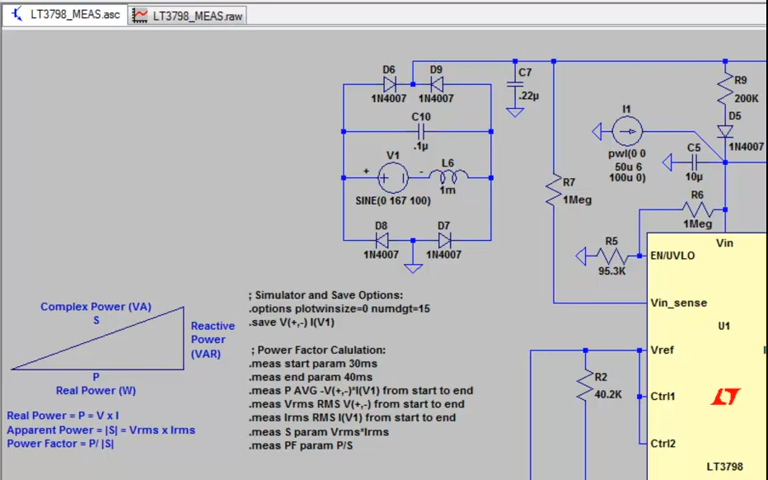 LT3798_MEAS.asc
LT3798_MEAS.raw
D6
D9
1N4007
1N4007
C10
.1µ
V1
+
-
L6
1m
SINE(0 167 100)
D8
D7
1N4007
1N4007
C7
.22µ
R7
1Meg
I1
pwl(0 0
50u 6
100u 0)
R9
200K
D5
1N4007
C5
10µ
R6
1Meg
R5
95.3K
Vin
EN/UVLO
Vin_sense
U1
Vref
R2
40.2K
Ctrl1
Ctrl2
LT
LT3798
Complex Power (VA)
S
Reactive
Power
(VAR)
P
Real Power (W)
Real Power = P = V x I
Apparent Power = |S| = Vrms x Irms
Power Factor = P/ |S|
; Simulator and Save Options:
.options plotwinsize=0 numdgt=15
.save V(+,-) I(V1)
; Power Factor Calulation:
.meas start param 30ms
.meas end param 40ms
.meas P AVG -V(+,-)*I(V1) from start to end
.meas Vrms RMS V(+,-) from start to end
.meas Irms RMS I(V1) from start to end
.meas S param Vrms*Irms
.meas PF param P/S